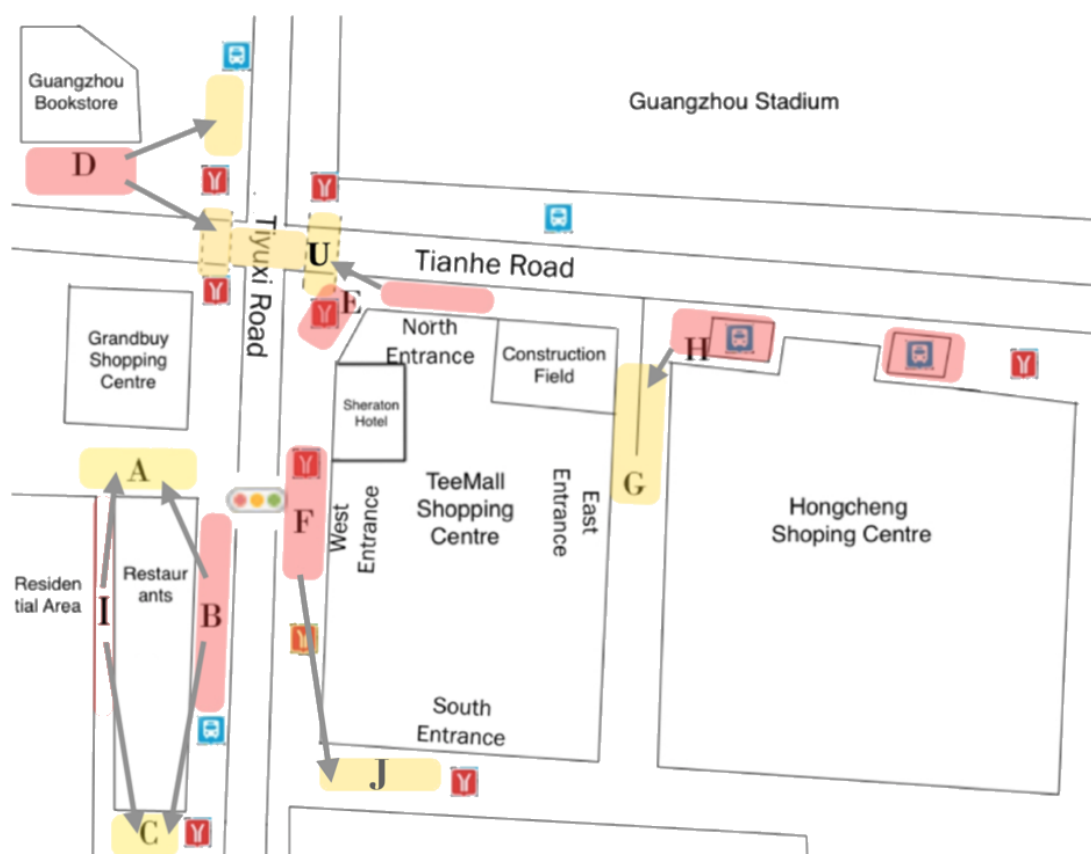 Guangzhou
Bookstore
Guangzhou Stadium
D
Tiyuxi Road
U
Tianhe Road
E
North
Entrance
H
Grandbuy
Shopping
Centre
Construction
Field
Sheraton
Hotel
A
TeeMall
Shopping
Centre
G
F
West
Entrance
East
Entrance
Hongcheng
Shoping Centre
Residen
tial Area
I
Restaur
ants
B
South
Entrance
J
C